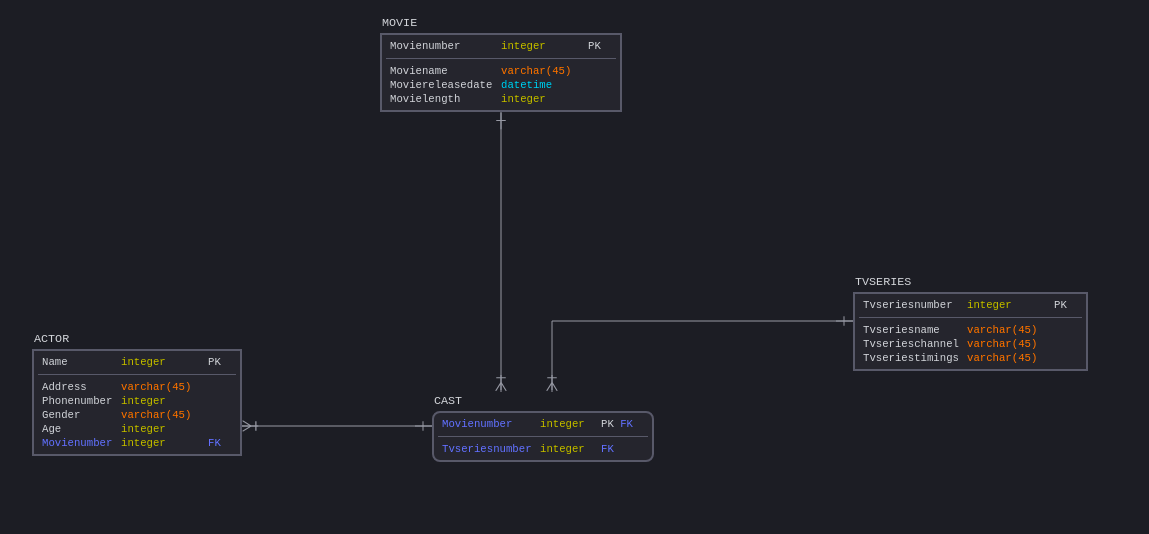 MOVIE
Movienumber integer PK
Moviename varchar(45)
Moviereleasedate datetime
Movielength integer
TVSERIES
Tvseriesnumber integer PK
Tvseriesname varchar(45)
Tvserieschannel varchar(45)
Tvseriestimings varchar(45)
ACTOR
Name integer PK
Address varchar(45)
Phonenumber integer
Gender varchar(45)
Age integer
Movienumber integer FK
CAST
Movienumber integer PK FK
Tvseriesnumber integer FK